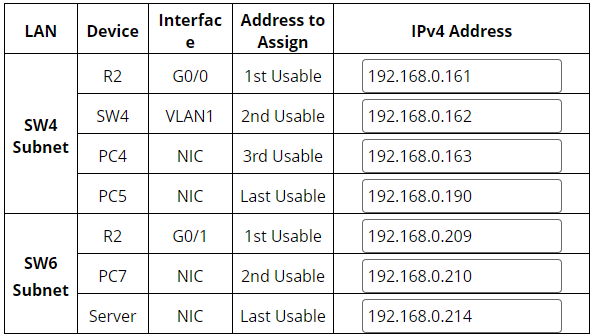 LAN Device Interfac e Address to Assign IPv4 Address
SW4 Subnet
R2 G0/0 1st Usable 192.168.0.161
SW4 VLAN1 2nd Usable 192.168.0.162
PC4 NIC 3rd Usable 192.168.0.163
PC5 NIC Last Usable 192.168.0.190
SW6 Subnet
R2 G0/1 1st Usable 192.168.0.209
PC7 NIC 2nd Usable 192.168.0.210
Server NIC Last Usable 192.168.0.214